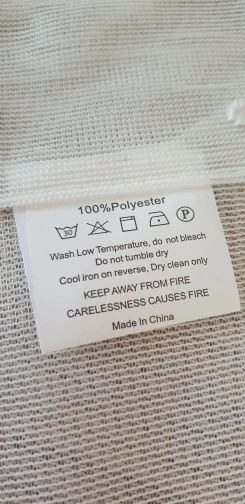 100%Polyester
30 P
Wash Low Temperature, do not bleach
Do not tumble dry
Cool iron on reverse, Dry clean only
KEEP AWAY FROM FIRE
CARELESSNESS CAUSES FIRE
Made In China